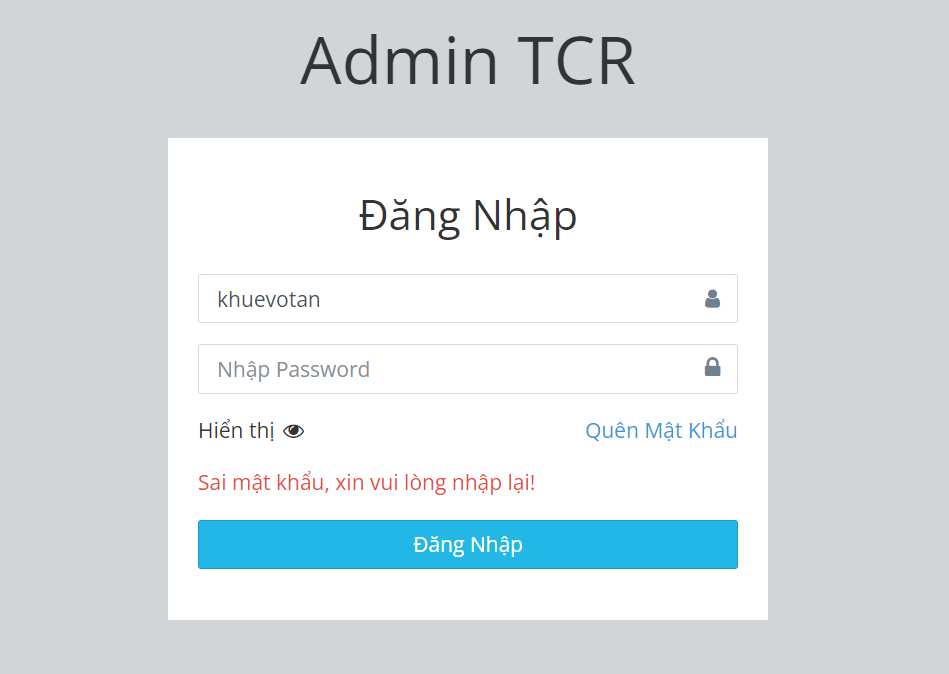 Admin TCR
Đăng Nhập
khuevotan
Nhập Password
Hiển thị Quên Mật Khẩu
Sai mật khẩu, xin vui lòng nhập lại!
Đăng Nhập